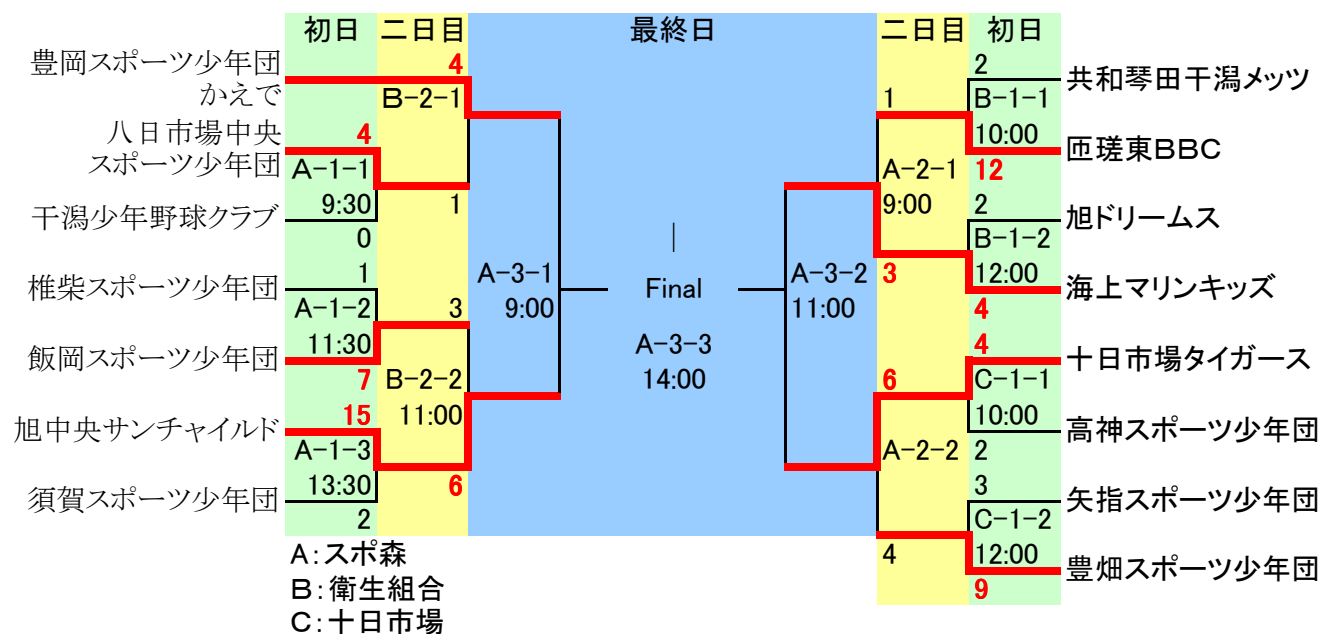 初日 二日目 最終日 二日目 初日
豊岡スポーツ少年団
かえで
4
B-2-1
八日市場中央
スポーツ少年団
4
A-1-1
9:30
1
干潟少年野球クラブ
0
椎柴スポーツ少年団
1
A-1-2
11:30
3
飯岡スポーツ少年団
7
B-2-2
11:00
旭中央サンチャイルド
15
A-1-3
13:30
6
須賀スポーツ少年団
2
A-3-1
9:00
|
Final
A-3-3
14:00
A-3-2
11:00
1
A-2-1
9:00
3
6
A-2-2
4
2
共和琴田干潟メッツ
B-1-1
10:00
匝瑳東BBC
12
2
旭ドリームス
B-1-2
12:00
海上マリンキッズ
4
4
十日市場タイガース
C-1-1
10:00
高神スポーツ少年団
2
3
矢指スポーツ少年団
C-1-2
12:00
豊畑スポーツ少年団
9
A:スポ森
B:衛生組合
C:十日市場